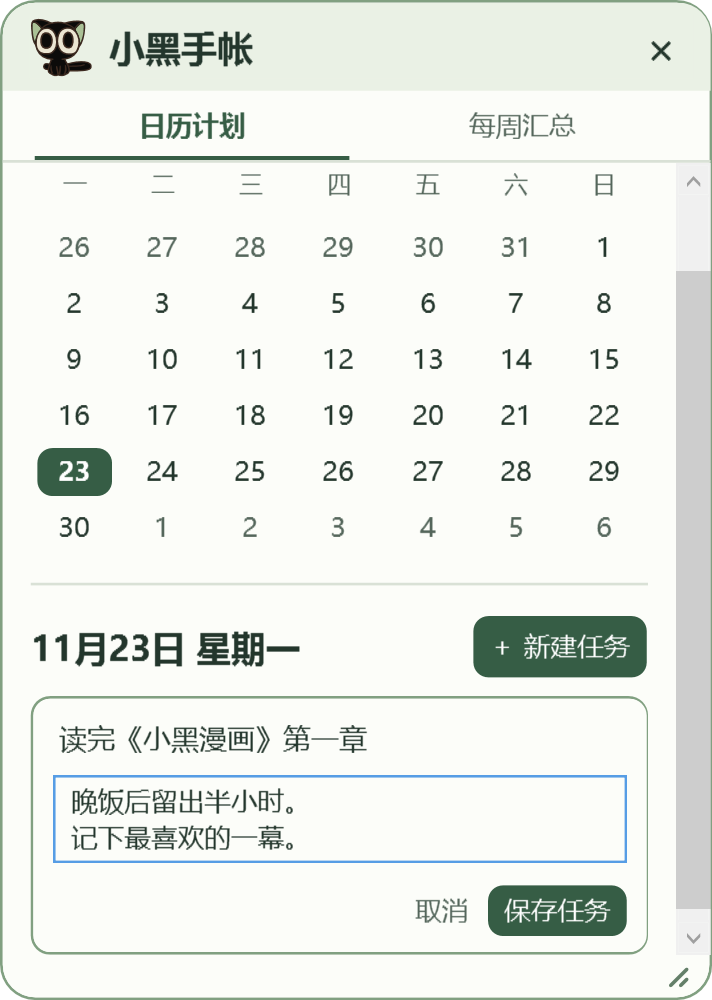 小黑手帐
×
日历计划 每周汇总
一 二 三 四 五 六 日
26 27 28 29 30 31 1
2 3 4 5 6 7 8
9 10 11 12 13 14 15
16 17 18 19 20 21 22
23 24 25 26 27 28 29
30 1 2 3 4 5 6
11月23日 星期一
+ 新建任务
读完《小黑漫画》第一章
晚饭后留出半小时。
记下最喜欢的一幕。
取消 保存任务